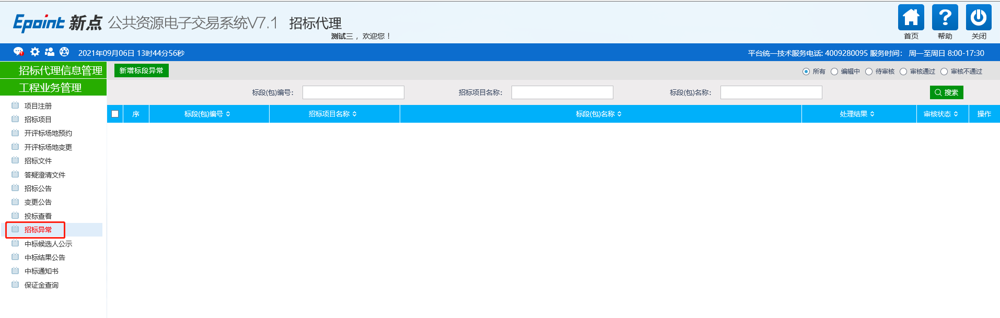 Epoint 新点 公共资源电子交易系统V7.1 招标代理
测试三，欢迎您！
首页 帮助 关闭
2021年09月06日 13时44分56秒
平台统一技术服务电话: 4009280095 服务时间： 周一至周日 8:00-17:30
招标代理信息管理
工程业务管理
项目注册
招标项目
开评标场地预约
开评标场地变更
招标文件
答疑澄清文件
招标公告
变更公告
投标查看
招标异常
中标候选人公示
中标结果公告
中标通知书
保证金查询
新增标段异常
所有 编辑中 待审核 审核通过 审核不通过
标段(包)编号： 招标项目名称： 标段(包)名称： 搜索
序 标段(包)编号 招标项目名称 标段(包)名称 处理结果 审核状态 操作